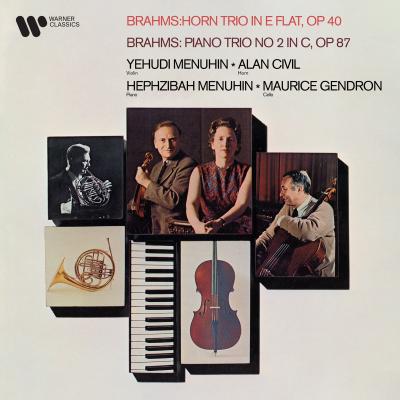 WARNER
CLASSICS
BRAHMS:HORN TRIO IN E FLAT, OP 40
BRAHMS: PIANO TRIO NO 2 IN C, OP 87
YEHUDI MENUHIN ★ ALAN CIVIL
Violin Horn
HEPHZIBAH MENUHIN ★ MAURICE GENDRON
Piano Cello